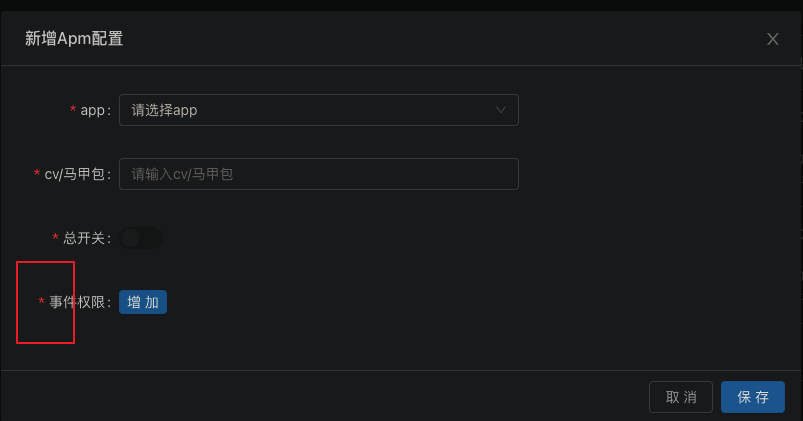 新增Apm配置
* app:
请选择app
* cv/马甲包:
请输入cv/马甲包
* 总开关:
* 事件权限:
增 加
取 消
保 存